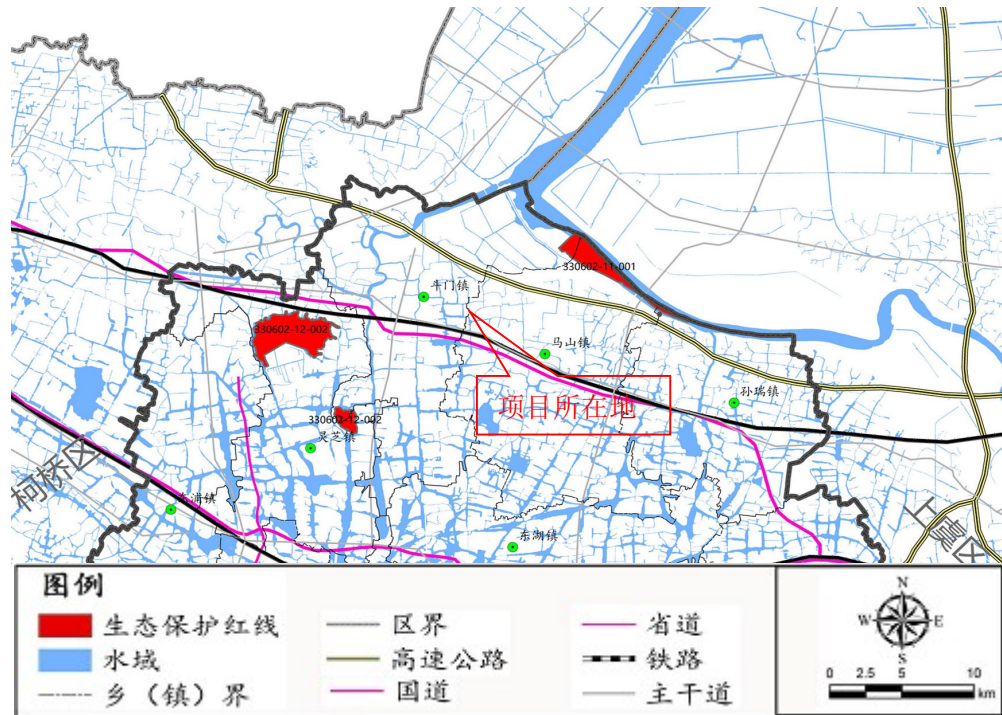 330602-11-001
斗门镇
330602-12-002
马山镇
项目所在地
孙瑞镇
330602-12-002
灵芝镇
柯桥区
东浦镇
上虞区
东湖镇
图例
生态保护红线
区界
省道
水域
高速公路
铁路
乡（镇）界
国道
主干道
N
W
E
S
0 2.5 5 10
km